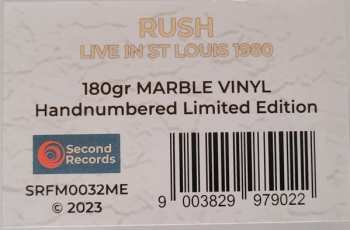 RUSH
LIVE IN ST LOUIS 1980
180gr MARBLE VINYL
Handnumbered Limited Edition
Second
Records
SRFM0032ME
© 2023
9 003829 979022 >